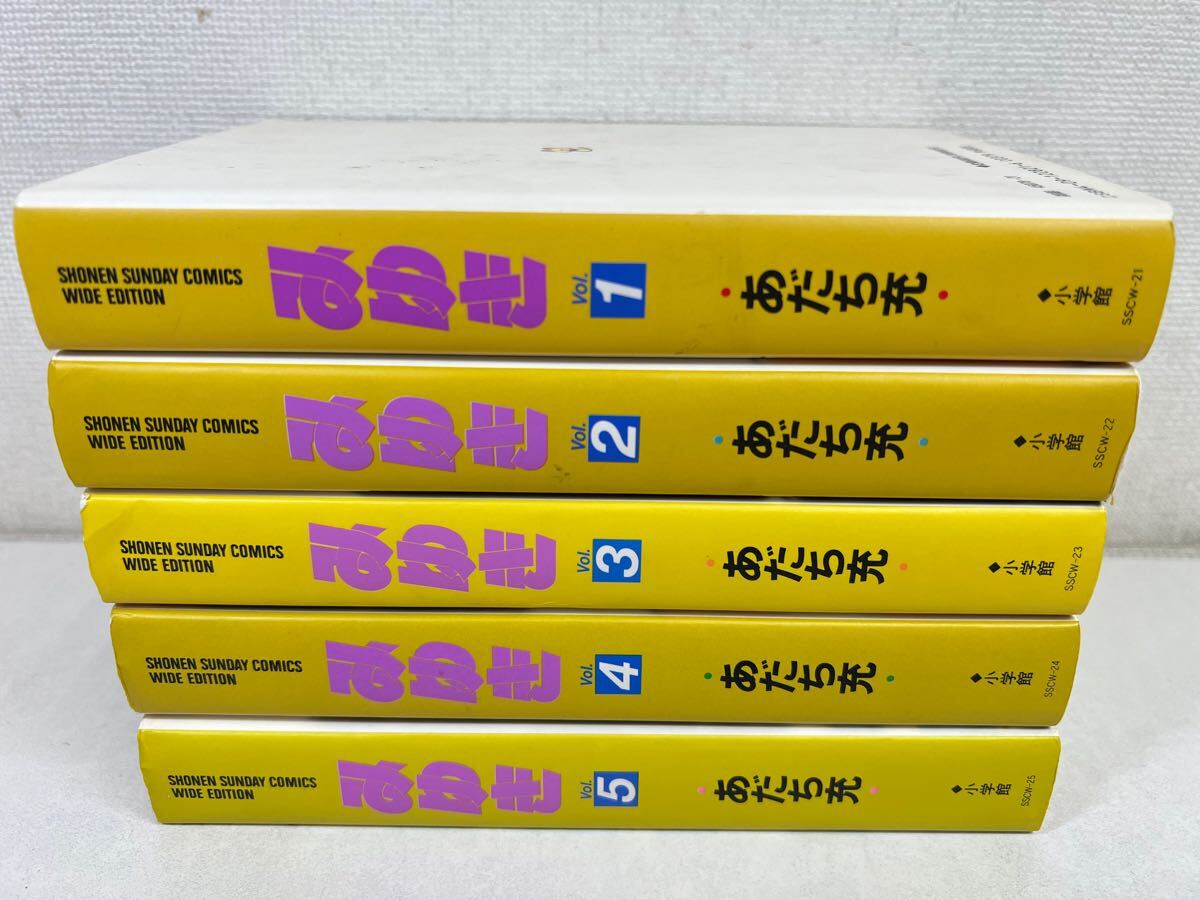 SHONEN SUNDAY COMICS
WIDE EDITION
みゆき
Vol. 1
・あだち充・
◆小学館
SSCW-21
SHONEN SUNDAY COMICS
WIDE EDITION
みゆき
Vol. 2
・あだち充・
◆小学館
SSCW-22
SHONEN SUNDAY COMICS
WIDE EDITION
みゆき
Vol. 3
・あだち充・
◆小学館
SSCW-23
SHONEN SUNDAY COMICS
WIDE EDITION
みゆき
Vol. 4
・あだち充・
◆小学館
SSCW-24
SHONEN SUNDAY COMICS
WIDE EDITION
みゆき
Vol. 5
・あだち充・
◆小学館
SSCW-25